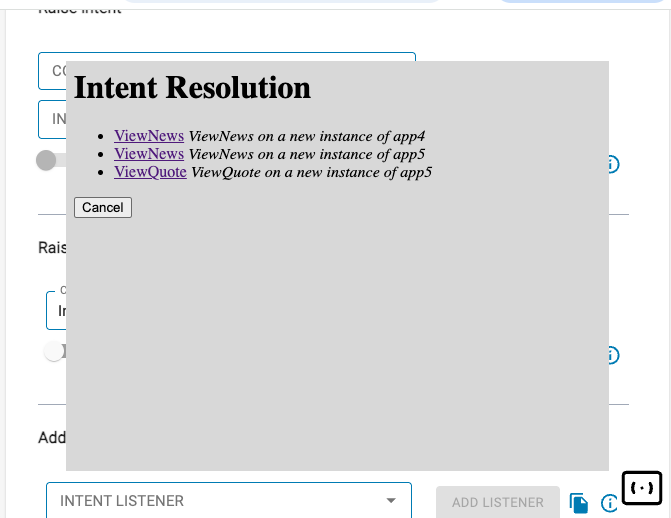 Raise Intent
CO
Intent Resolution
ViewNews ViewNews on a new instance of app4
IN
ViewNews ViewNews on a new instance of app5
ViewQuote ViewQuote on a new instance of app5
Cancel
Rais
C
In
Add
INTENT LISTENER
ADD LISTENER